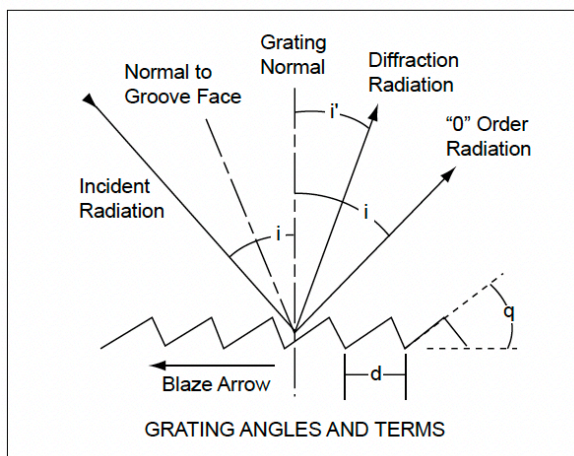 Grating
Normal
Diffraction
Radiation
Normal to
Groove Face
i'
“0” Order
Radiation
Incident
Radiation
i
i
q
d
Blaze Arrow
GRATING ANGLES AND TERMS